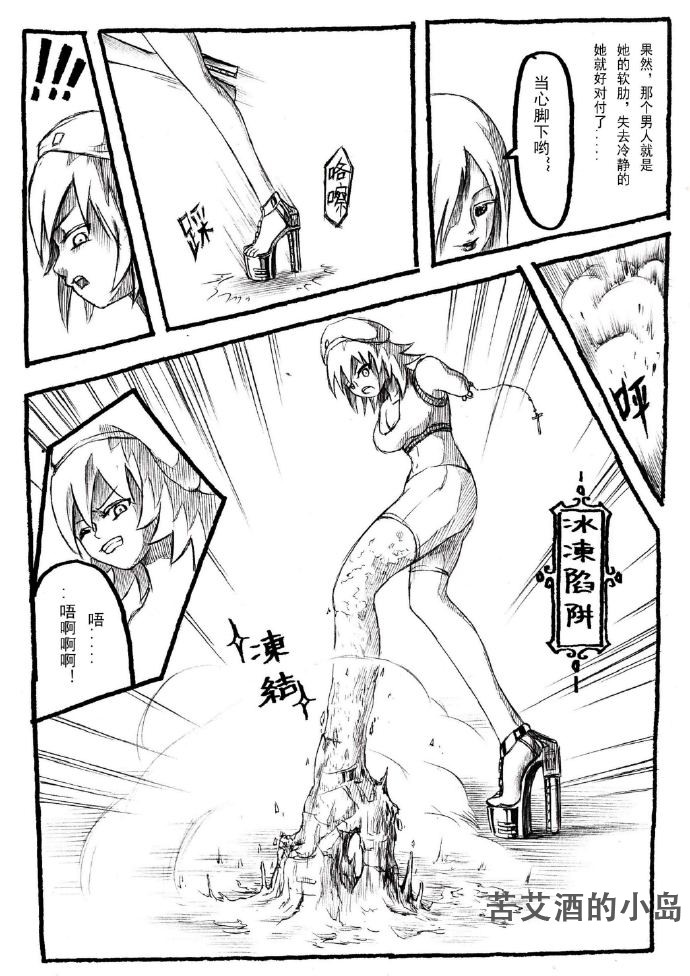 果然，那个男人就是
她的软肋，失去冷静的
她就好对付了……
当心脚下哟~
咯嚓
踩
!!!
呯
冰凍陷阱
唔……
…唔啊啊啊！
凍結
苦艾酒的小岛